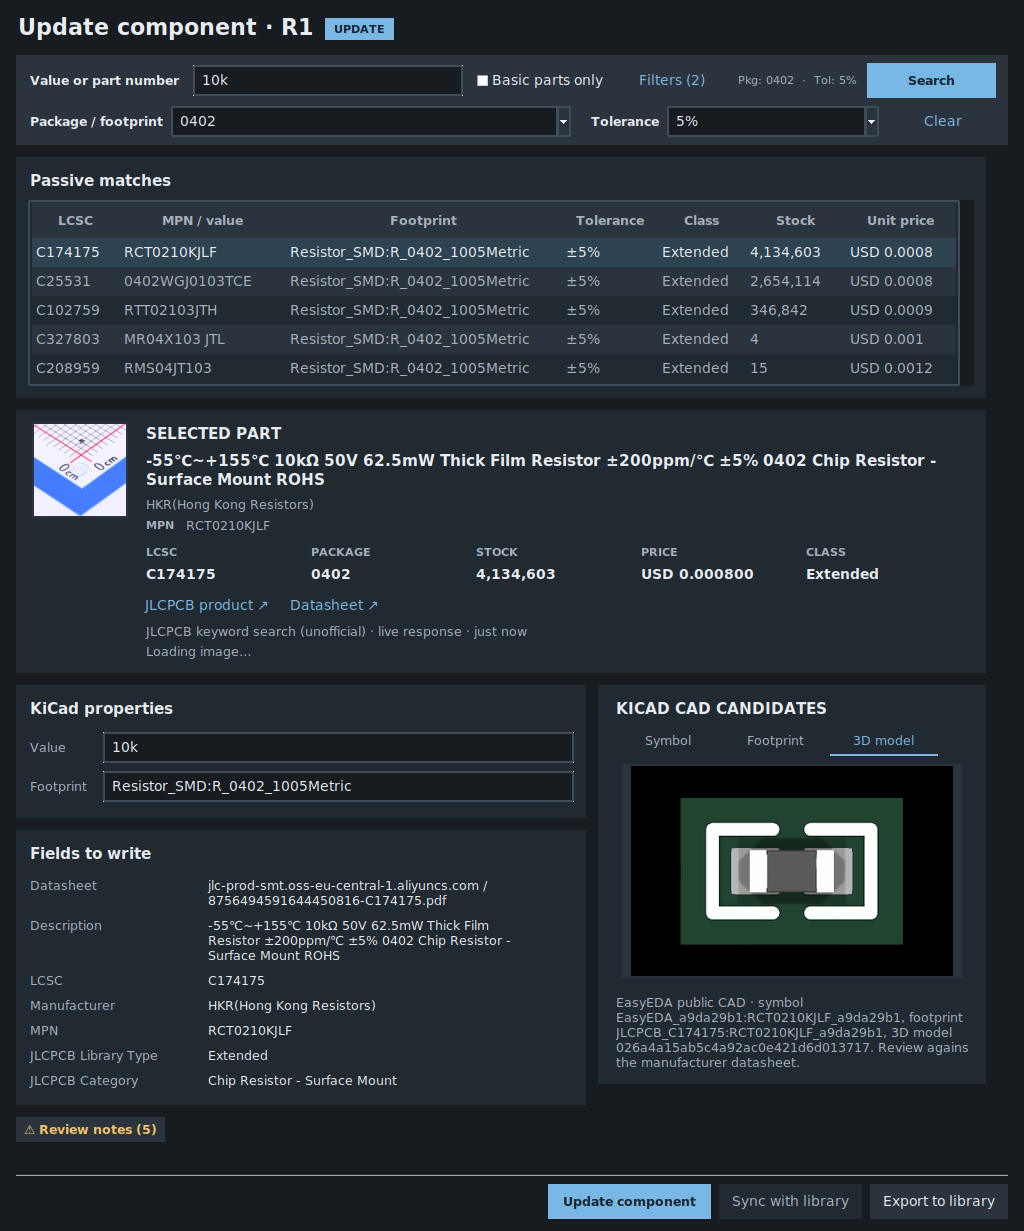 Update component · R1 UPDATE
Value or part number 10k Basic parts only Filters (2) Pkg: 0402 · Tol: 5% Search
Package / footprint 0402 Tolerance 5% Clear
Passive matches
LCSC MPN / value Footprint Tolerance Class Stock Unit price
C174175 RCT0210KJLF Resistor_SMD:R_0402_1005Metric ±5% Extended 4,134,603 USD 0.0008
C25531 0402WGJ0103TCE Resistor_SMD:R_0402_1005Metric ±5% Extended 2,654,114 USD 0.0008
C102759 RTT02103JTH Resistor_SMD:R_0402_1005Metric ±5% Extended 346,842 USD 0.0009
C327803 MR04X103 JTL Resistor_SMD:R_0402_1005Metric ±5% Extended 4 USD 0.001
C208959 RMS04JT103 Resistor_SMD:R_0402_1005Metric ±5% Extended 15 USD 0.0012
0cm 0cm
SELECTED PART
-55℃~+155℃ 10kΩ 50V 62.5mW Thick Film Resistor ±200ppm/℃ ±5% 0402 Chip Resistor -
Surface Mount ROHS
HKR(Hong Kong Resistors)
MPN RCT0210KJLF
LCSC PACKAGE STOCK PRICE CLASS
C174175 0402 4,134,603 USD 0.000800 Extended
JLCPCB product ↗ Datasheet ↗
JLCPCB keyword search (unofficial) · live response · just now
Loading image…
KiCad properties
Value 10k
Footprint Resistor_SMD:R_0402_1005Metric
Fields to write
Datasheet jlc-prod-smt.oss-eu-central-1.aliyuncs.com /
8756494591644450816-C174175.pdf
Description -55℃~+155℃ 10kΩ 50V 62.5mW Thick Film
Resistor ±200ppm/℃ ±5% 0402 Chip Resistor -
Surface Mount ROHS
LCSC C174175
Manufacturer HKR(Hong Kong Resistors)
MPN RCT0210KJLF
JLCPCB Library Type Extended
JLCPCB Category Chip Resistor - Surface Mount
KICAD CAD CANDIDATES
Symbol Footprint 3D model
EasyEDA public CAD · symbol
EasyEDA_a9da29b1:RCT0210KJLF_a9da29b1, footprint
JLCPCB_C174175:RCT0210KJLF_a9da29b1, 3D model
026a4a15ab5c4a92ac0e421d6d013717. Review agains
the manufacturer datasheet.
⚠ Review notes (5)
Update component Sync with library Export to library